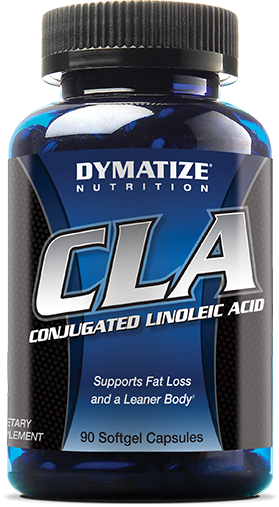 DYMATIZE®
NUTRITION
CLA
CONJUGATED LINOLEIC ACID
Supports Fat Loss
and a Leaner Body†
90 Softgel Capsules
ETARY
PLEMENT